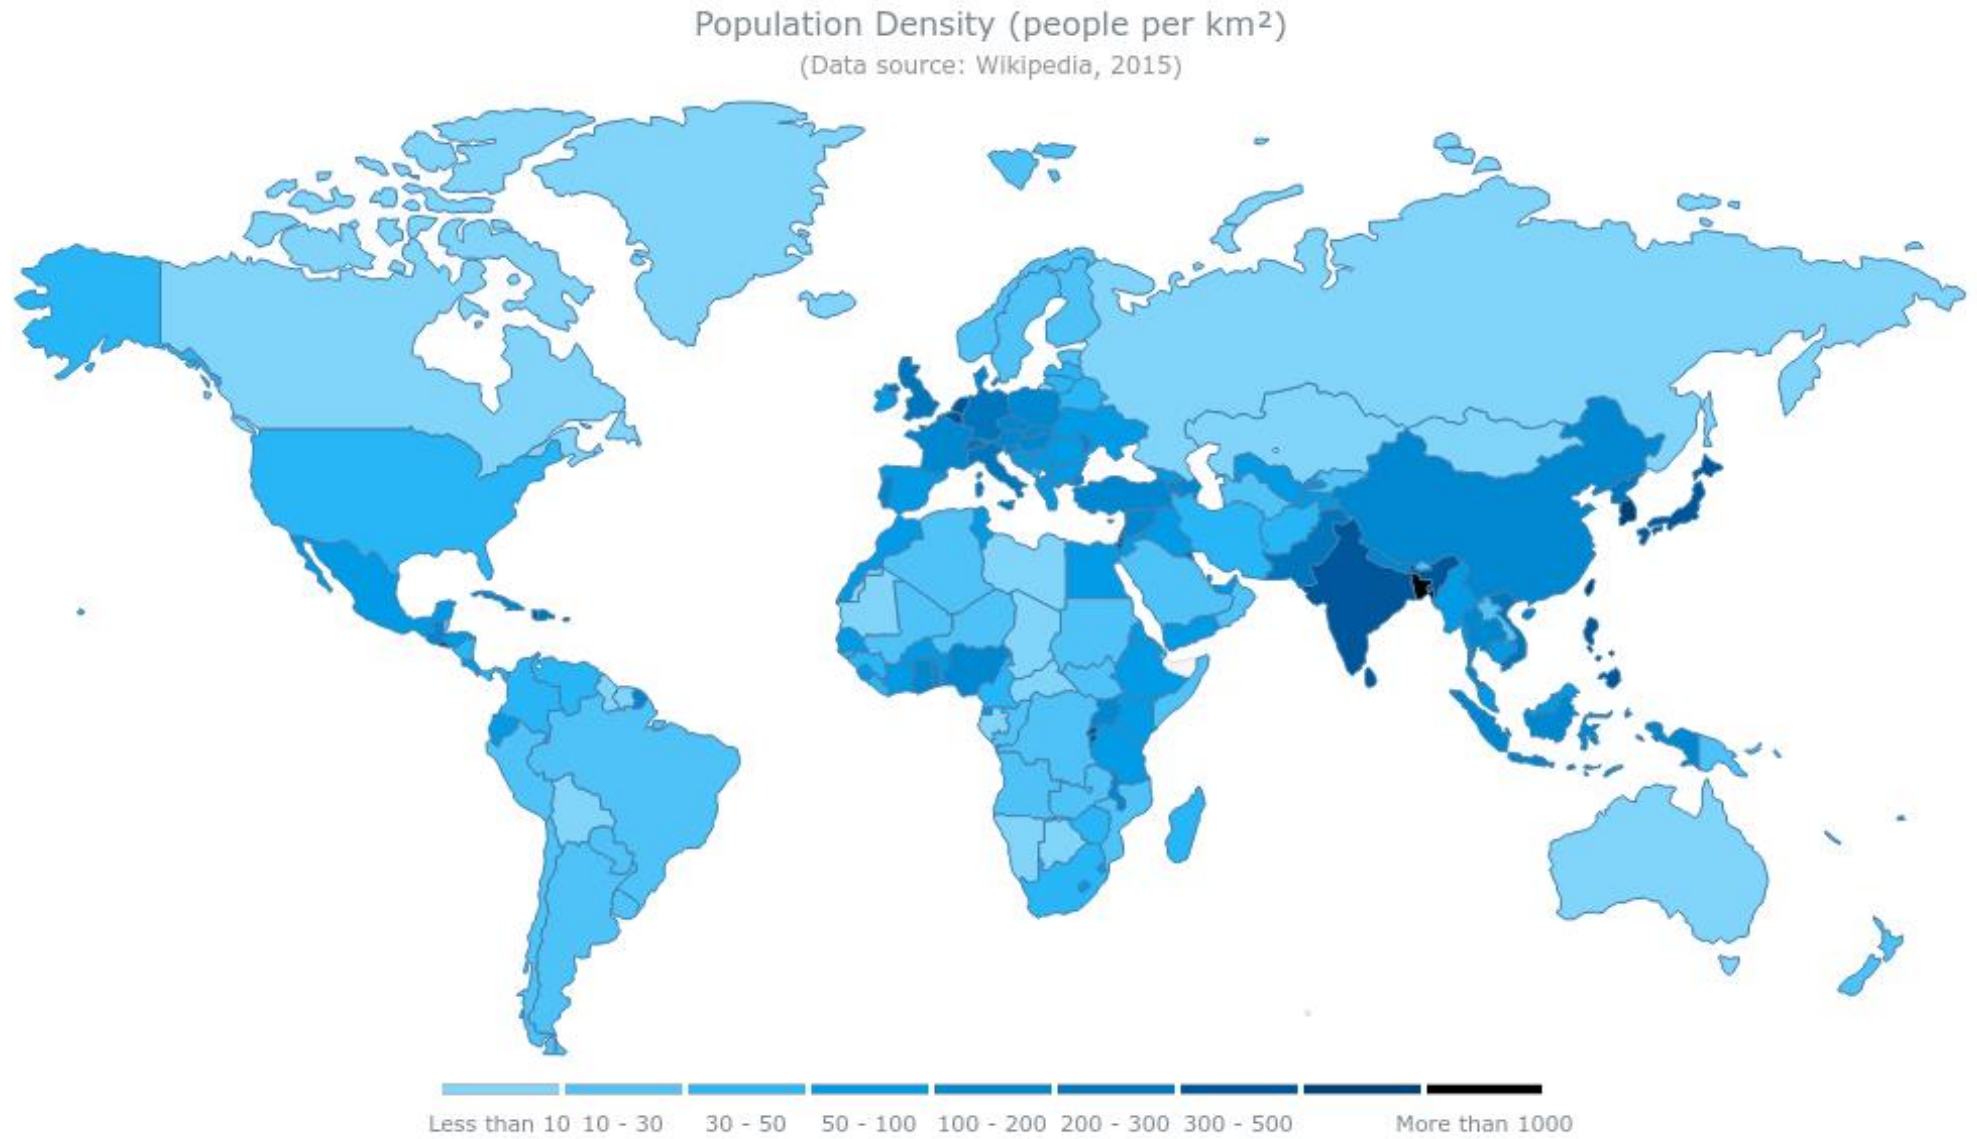 Population Density (people per km²)
(Data source: Wikipedia, 2015)
Less than 10 10 - 30 30 - 50 50 - 100 100 - 200 200 - 300 300 - 500 More than 1000